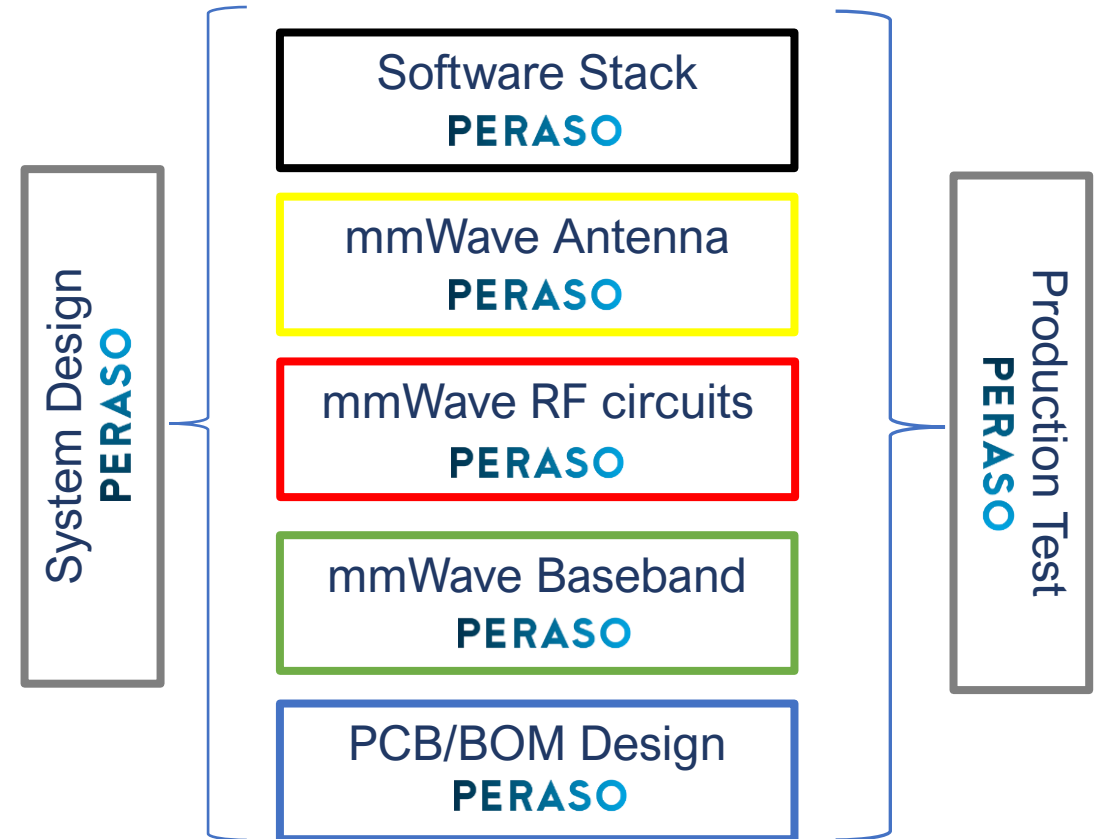 System Design
PERASO
Software Stack
PERASO
mmWave Antenna
PERASO
mmWave RF circuits
PERASO
mmWave Baseband
PERASO
PCB/BOM Design
PERASO
Production Test
PERASO